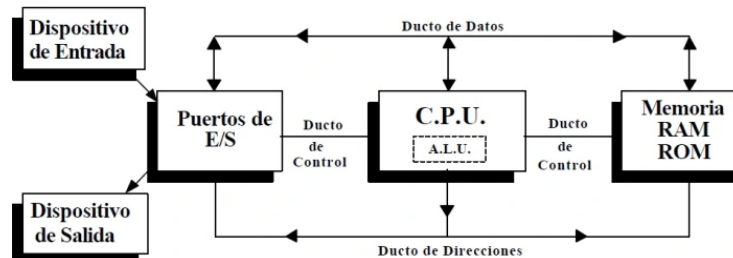 Dispositivo
de Entrada
Ducto de Datos
Puertos de
E/S
Ducto
de
Control
C.P.U.
A.L.U.
Ducto
de
Control
Memoria
RAM
ROM
Dispositivo
de Salida
Ducto de Direcciones